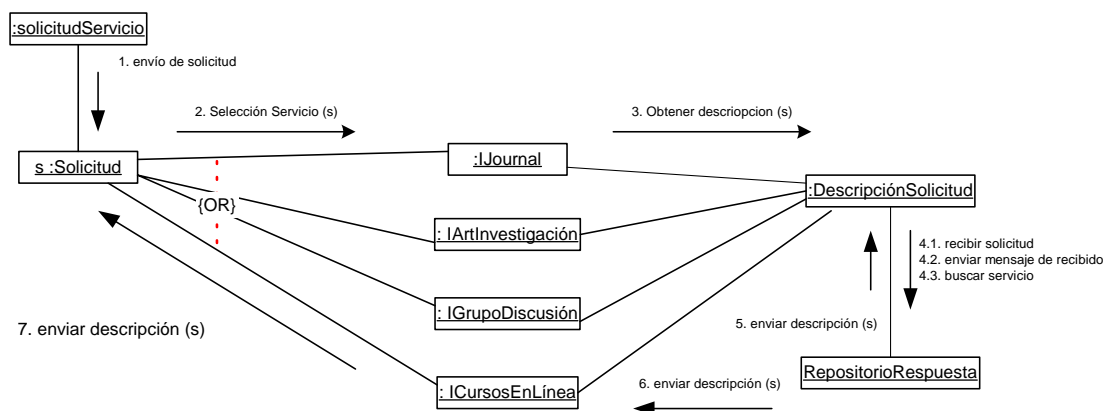 :solicitudServicio
1. envío de solicitud
2. Selección Servicio (s)
3. Obtener descriopcion (s)
s :Solicitud
:IJournal
:DescripciónSolicitud
{OR}
: IArtInvestigación
4.1. recibir solicitud
4.2. enviar mensaje de recibido
4.3. buscar servicio
: IGrupoDiscusión
7. enviar descripción (s)
5. enviar descripción (s)
RepositorioRespuesta
: ICursosEnLínea
6. enviar descripción (s)